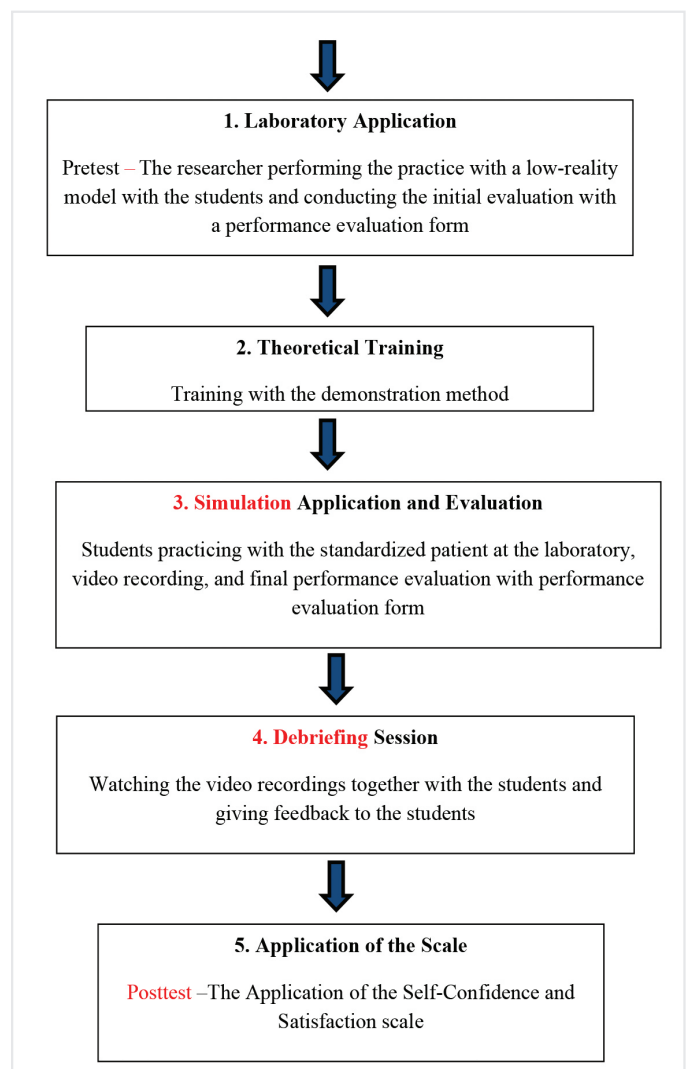 1. Laboratory Application
Pretest – The researcher performing the practice with a low-reality
model with the students and conducting the initial evaluation with
a performance evaluation form
2. Theoretical Training
Training with the demonstration method
3. Simulation Application and Evaluation
Students practicing with the standardized patient at the laboratory,
video recording, and final performance evaluation with performance
evaluation form
4. Debriefing Session
Watching the video recordings together with the students and
giving feedback to the students
5. Application of the Scale
Posttest –The Application of the Self-Confidence and
Satisfaction scale